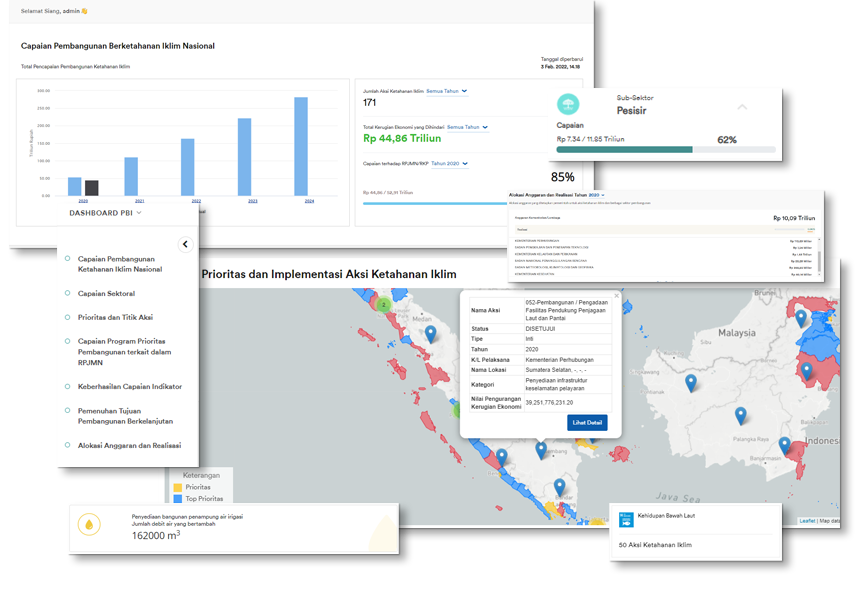 Selamat Siang, admin 👋
Capaian Pembangunan Berketahanan Iklim Nasional
Total Pencapaian Pembangunan Ketahanan Iklim
Tanggal diperbarui
3 Feb. 2022, 14.18
Triliun Rupiah
300.00
250.00
200.00
150.00
100.00
50.00
0.00
2020
2021
2022
2023
2024
Jumlah Aksi Ketahanan Iklim Semua Tahun
171
Total Kerugian Ekonomi yang Dihindari Semua Tahun
Rp 44,86 Triliun
Capaian terhadap RPJMN/RKP Tahun 2020
85%
Sub-Sektor
Pesisir
Capaian
Rp 7,34 / 11,85 Triliun
62%
Alokasi Anggaran dan Realisasi Tahun 2020
Rp 10,09 Triliun
DASHBOARD PBI
Capaian Pembangunan
Ketahanan Iklim Nasional
Capaian Sektoral
Prioritas dan Titik Aksi
Capaian Program Prioritas
Pembangunan terkait dalam
RPJMN
Keberhasilan Capaian Indikator
Pemenuhan Tujuan
Pembangunan Berkelanjutan
Alokasi Anggaran dan Realisasi
Prioritas dan Implementasi Aksi Ketahanan Iklim
2
Medan
Nama Aksi
052-Pembangunan / Pengadaan
Fasilitas Pendukung Penjagaan
Laut dan Pantai
Status DISETUJUI
Tipe Inti
Tahun 2020
K/L Pelaksana Kementerian Perhubungan
Nama Lokasi Sumatera Selatan, -, -, -
Kategori
Penyediaan infrastruktur
keselamatan pelayaran
Nilai Pengurangan
Kerugian Ekonomi
39,251,776,231.20
Lihat Detail
Brunei
Malaysia
Sibu
Palangka Raya
Banjarmasin
Indones
Java Sea
Leaflet | Map dat
Keterangan
Prioritas
Top Prioritas
Penyediaan bangunan penampung air irigasi
Jumlah debit air yang bertambah
162000 m³
Kehidupan Bawah Laut
50 Aksi Ketahanan Iklim